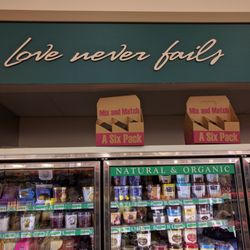 Love never fails
Mix and Match
A Six Pack
Mix and Match
A Six Pack
NATURAL & ORGANIC